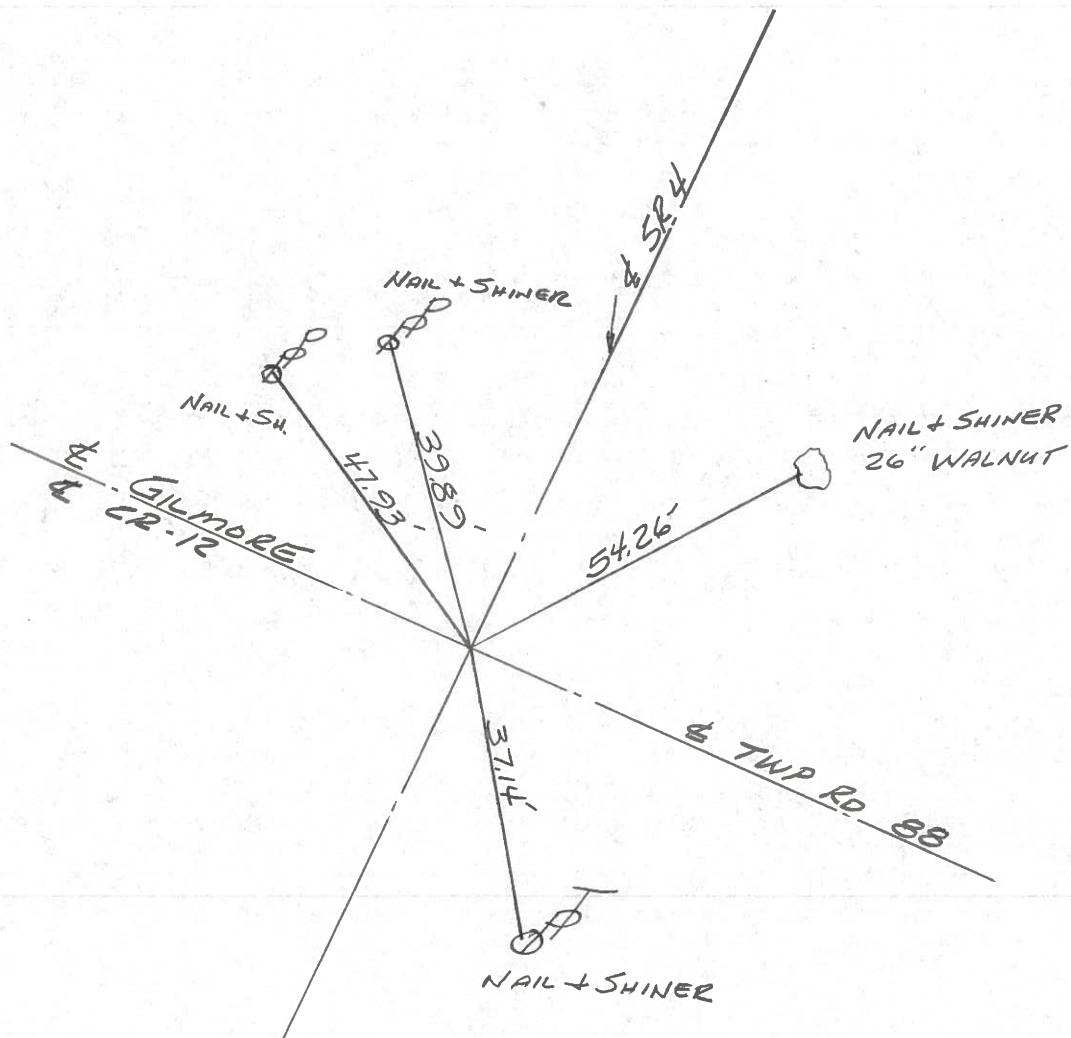 ℄ SR. 4
NAIL + SHINER
NAIL + SH.
NAIL + SHINER
26" WALNUT
47.93'
39.89'
54.26'
℄ GILMORE
℄ CR-12
37.14'
℄ TWP RD 88
NAIL + SHINER